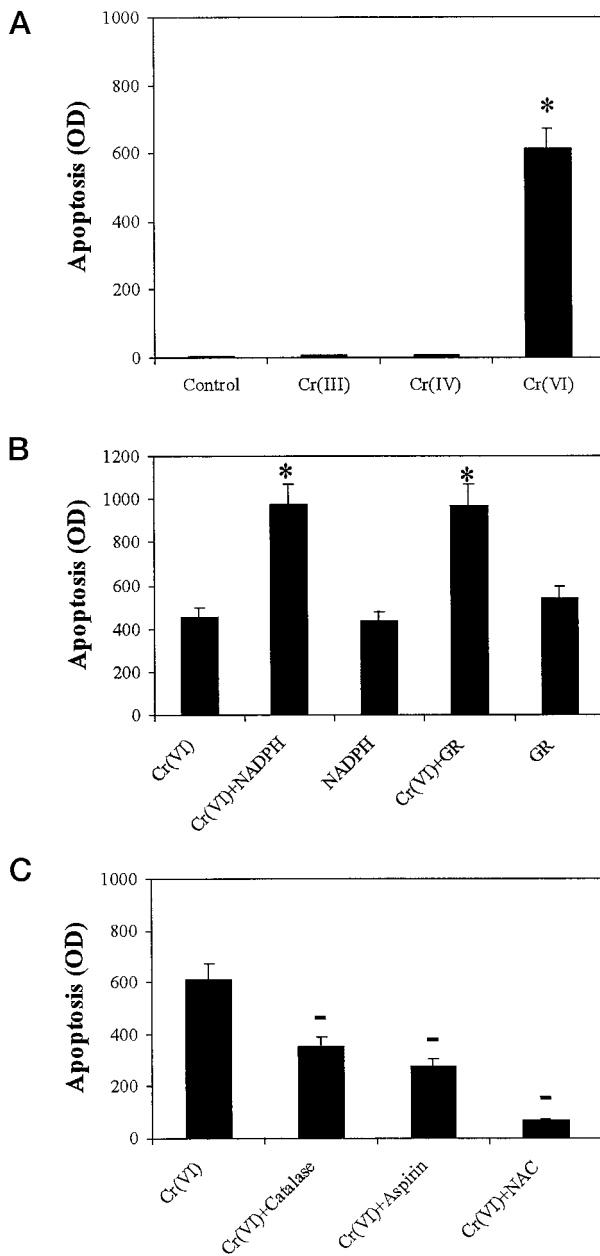 A
Apoptosis (OD)
1000
800
600
400
200
0
*
Control Cr(III) Cr(IV) Cr(VI)
B
Apoptosis (OD)
1200
1000
800
600
400
200
0
* *
Cr(VI) Cr(VI)+NADPH NADPH Cr(VI)+GR GR
C
Apoptosis (OD)
1000
800
600
400
200
0
- - -
Cr(VI) Cr(VI)+Catalase Cr(VI)+Aspirin Cr(VI)+NAC